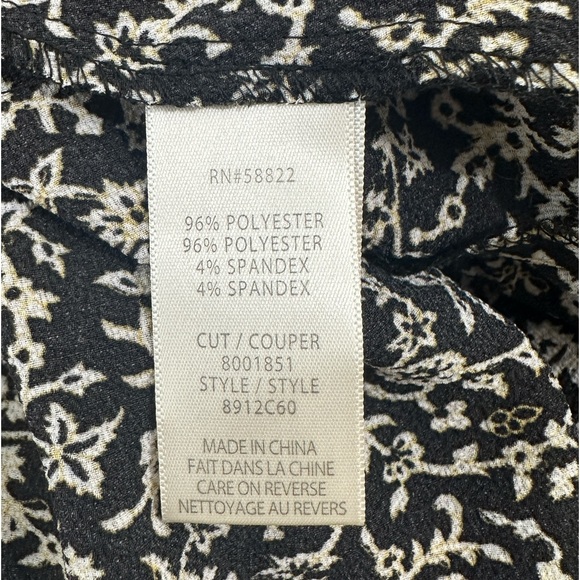 RN#58822
96% POLYESTER
96% POLYESTER
4% SPANDEX
4% SPANDEX
CUT / COUPER
8001851
STYLE / STYLE
8912C60
MADE IN CHINA
FAIT DANS LA CHINE
CARE ON REVERSE
NETTOYAGE AU REVERS